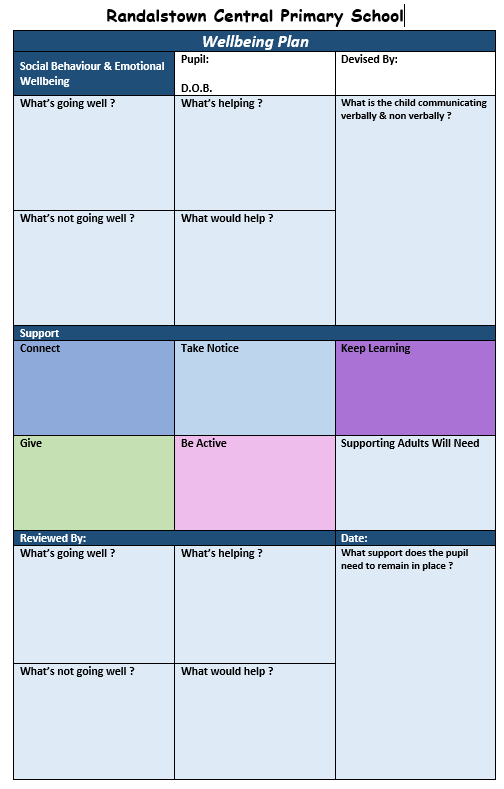 Randalstown Central Primary School
Wellbeing Plan
Social Behaviour & Emotional
Wellbeing
Pupil:
D.O.B.
Devised By:
What's going well ?
What's helping ?
What is the child communicating
verbally & non verbally ?
What's not going well ?
What would help ?
Support
Connect
Take Notice
Keep Learning
Give
Be Active
Supporting Adults Will Need
Reviewed By:
Date:
What's going well ?
What's helping ?
What support does the pupil
need to remain in place ?
What's not going well ?
What would help ?